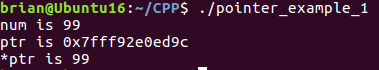 brian@Ubuntu16:~/CPP$ ./pointer_example_1
num is 99
ptr is 0x7fff92e0ed9c
*ptr is 99